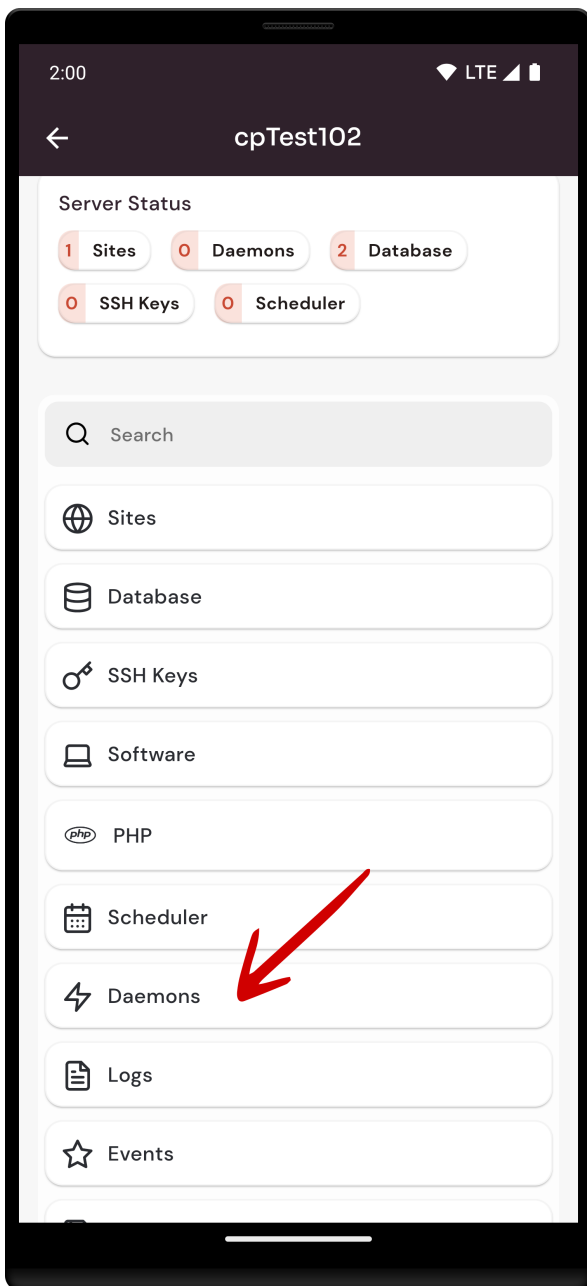 2:00 LTE
cpTest102
Server Status
1 Sites 0 Daemons 2 Database
0 SSH Keys 0 Scheduler
Search
Sites
Database
SSH Keys
Software
php PHP
Scheduler
Daemons
Logs
Events